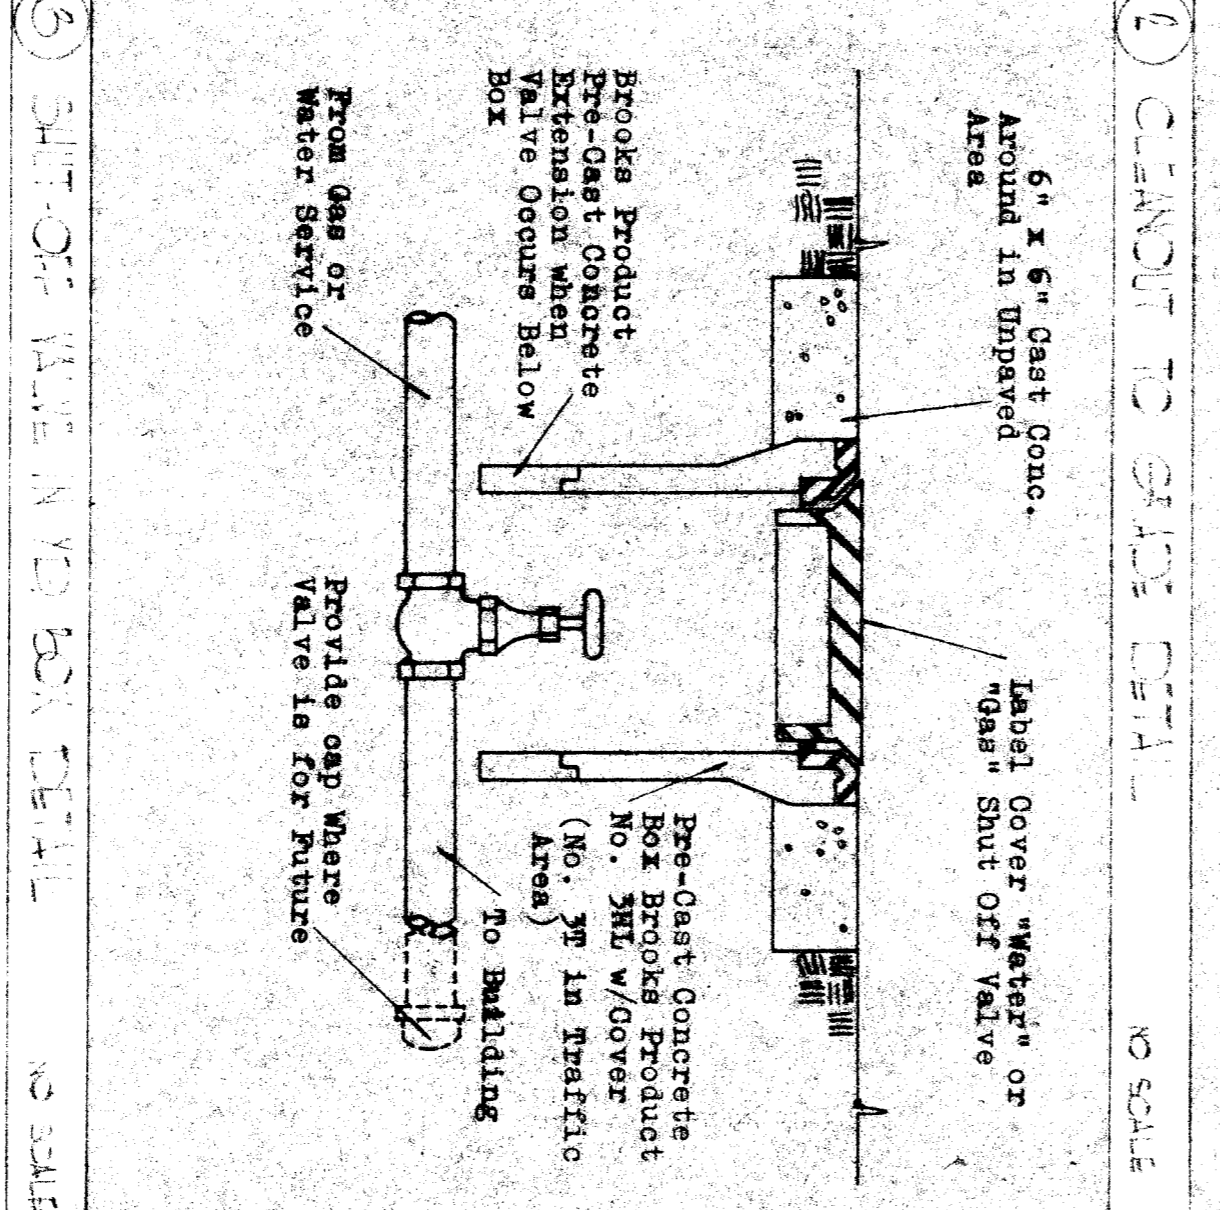 2 CLEANOUT TO GRADE DETAIL NO SCALE
6" x 6" Cast Conc.
Around in Unpaved
Area
Label Cover "Water" or
"Gas" Shut Off Valve
Brooks Product
Pre-Cast Concrete
Extension when
Valve Occurs Below
Box
Pre-Cast Concrete
Box Brooks Product
No. 3HL w/Cover
(No. 3T in Traffic
Area)
From Gas or
Water Service
To Building
Provide cap Where
Valve is for Future
3 SHUT-OFF VALVE IN YD BOX DETAIL NO SCALE